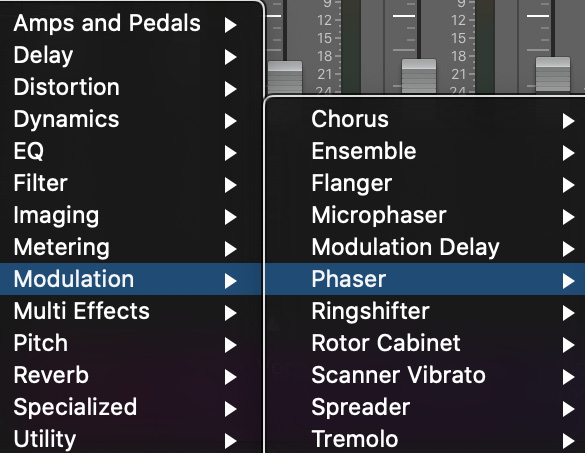 Amps and Pedals
Delay
Distortion
Dynamics
EQ
Filter
Imaging
Metering
Modulation
Multi Effects
Pitch
Reverb
Specialized
Utility
Chorus
Ensemble
Flanger
Microphaser
Modulation Delay
Phaser
Ringshifter
Rotor Cabinet
Scanner Vibrato
Spreader
Tremolo
9
12
15
18
21
24
9
12
15
18
21
24